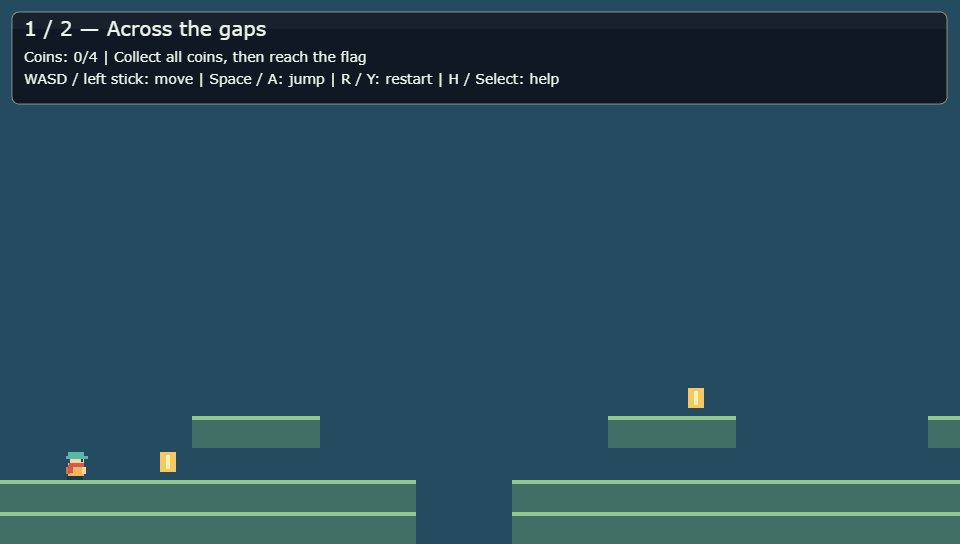 1 / 2 — Across the gaps
Coins: 0/4 | Collect all coins, then reach the flag
WASD / left stick: move | Space / A: jump | R / Y: restart | H / Select: help